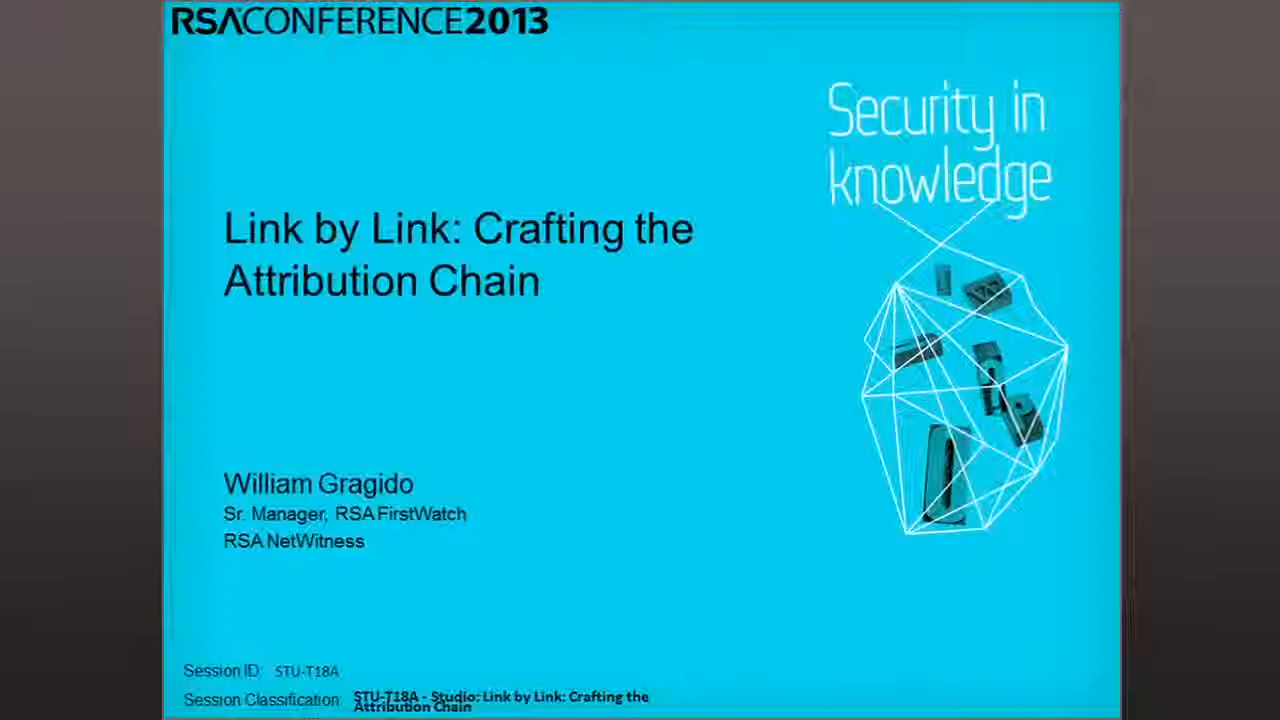 RSACONFERENCE2013
Security in
knowledge
Link by Link: Crafting the
Attribution Chain
William Gragido
Sr. Manager, RSA FirstWatch
RSA NetWitness
Session ID: STU-T18A
Session Classification: STU-T18A - Studio: Link by Link: Crafting the
Attribution Chain